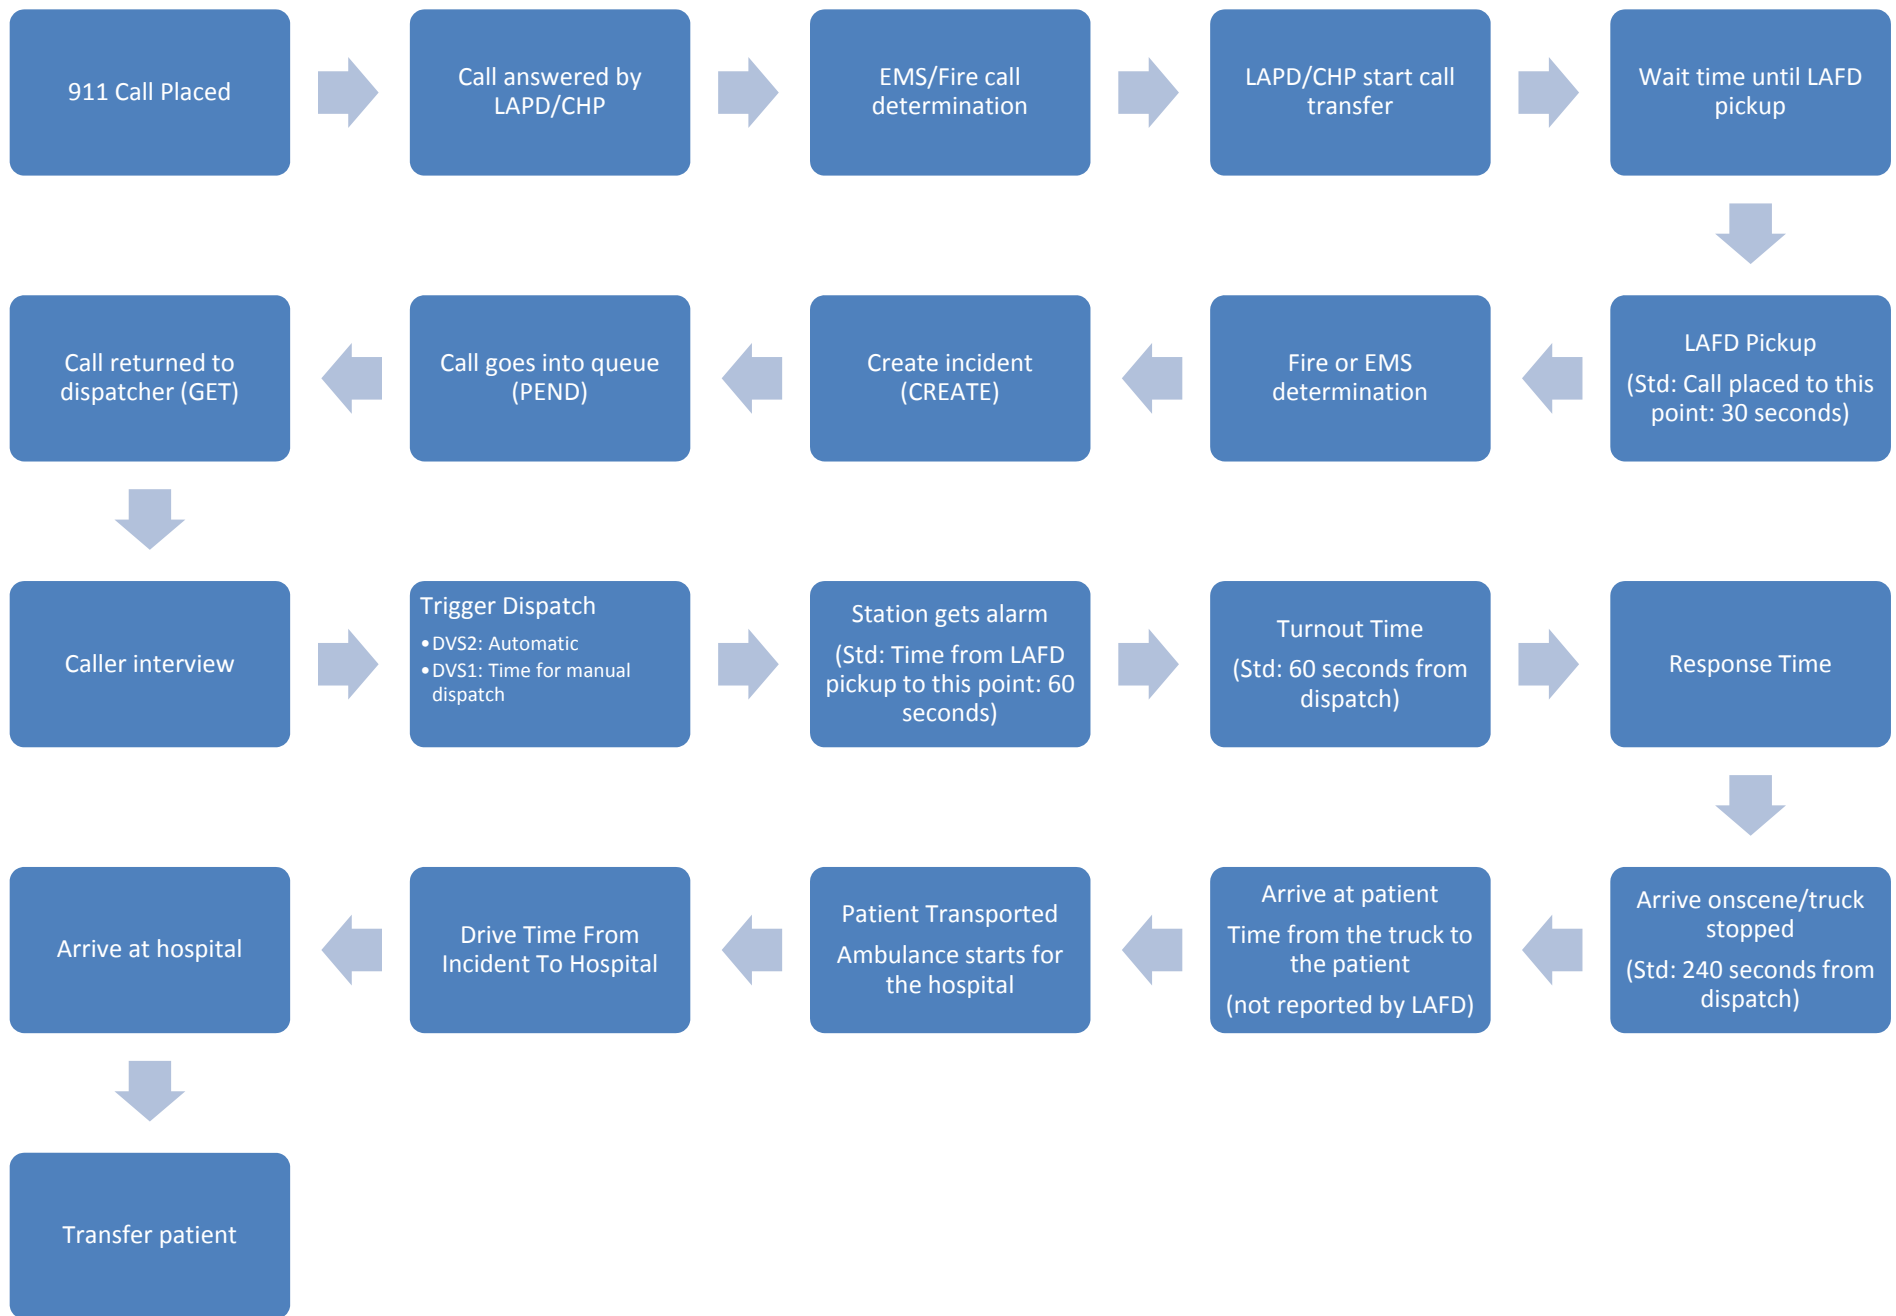 911 Call Placed
Call answered by
LAPD/CHP
EMS/Fire call
determination
LAPD/CHP start call
transfer
Wait time until LAFD
pickup
LAFD Pickup
(Std: Call placed to this
point: 30 seconds)
Fire or EMS
determination
Create incident
(CREATE)
Call goes into queue
(PEND)
Call returned to
dispatcher (GET)
Caller interview
Trigger Dispatch
•DVS2: Automatic
•DVS1: Time for manual
dispatch
Station gets alarm
(Std: Time from LAFD
pickup to this point: 60
seconds)
Turnout Time
(Std: 60 seconds from
dispatch)
Response Time
Arrive onscene/truck
stopped
(Std: 240 seconds from
dispatch)
Arrive at patient
Time from the truck to
the patient
(not reported by LAFD)
Patient Transported
Ambulance starts for
the hospital
Drive Time From
Incident To Hospital
Arrive at hospital
Transfer patient